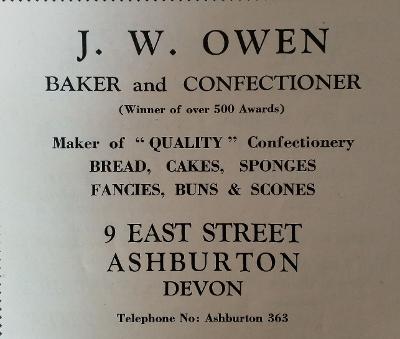 J. W. OWEN
BAKER and CONFECTIONER
(Winner of over 500 Awards)
Maker of “QUALITY” Confectionery
BREAD, CAKES, SPONGES
FANCIES, BUNS & SCONES
9 EAST STREET
ASHBURTON
DEVON
Telephone No: Ashburton 363